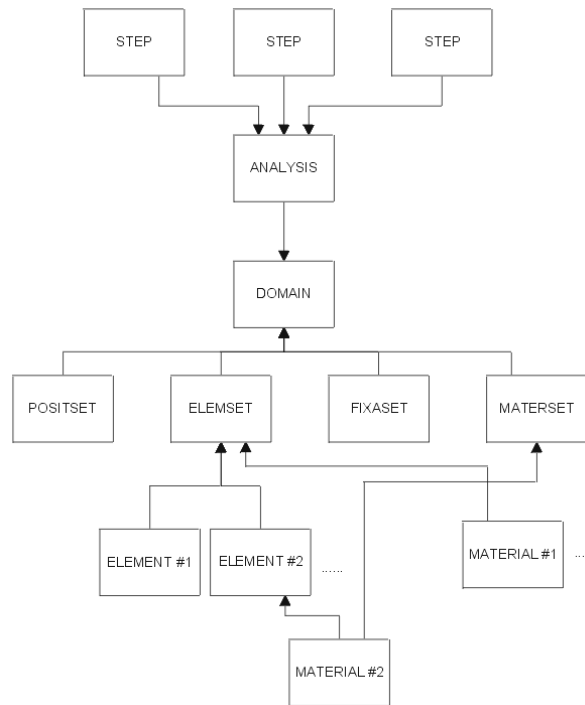 STEP
STEP
STEP
ANALYSIS
DOMAIN
POSITSET
ELEMSET
FIXASET
MATERSET
ELEMENT #1
ELEMENT #2
......
MATERIAL #1
...
MATERIAL #2